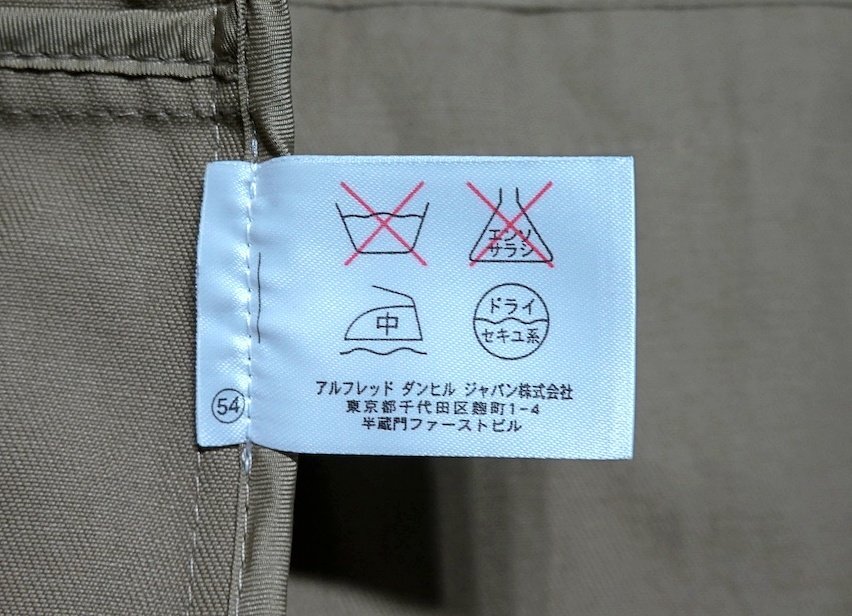 エンソ
サラシ
中
ドライ
セキユ系
アルフレッド ダンヒル ジャパン株式会社
東京都千代田区麹町1-4
半蔵門ファーストビル
54